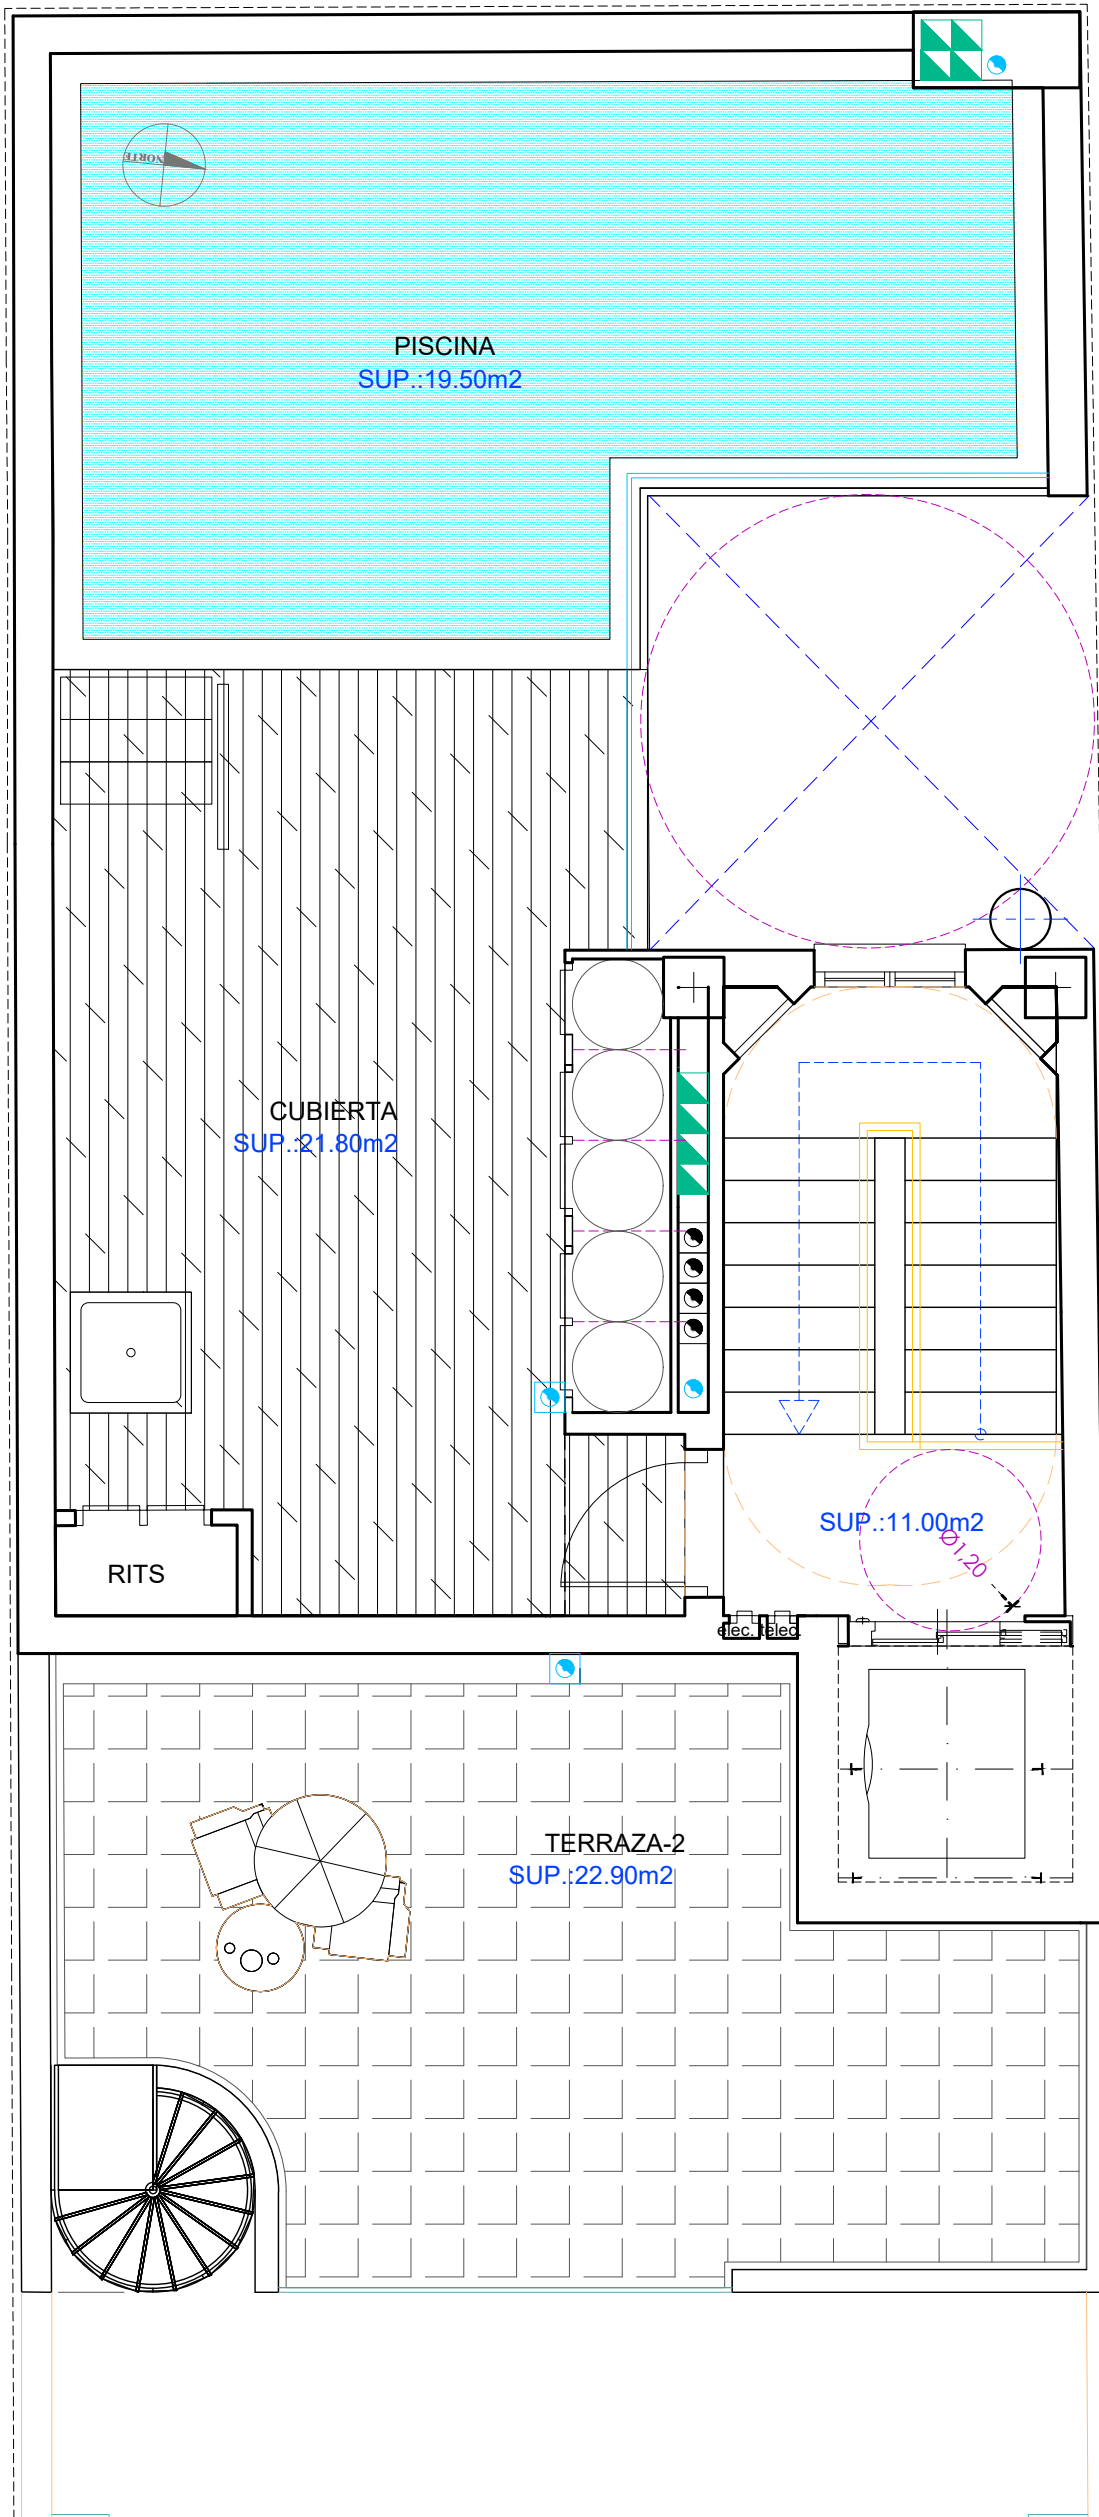 NORTE
PISCINA
SUP.:19.50m2
CUBIERTA
SUP.:21.80m2
SUP.:11.00m2
Ø1,20
RITS
elec. teleco.
TERRAZA-2
SUP.:22.90m2